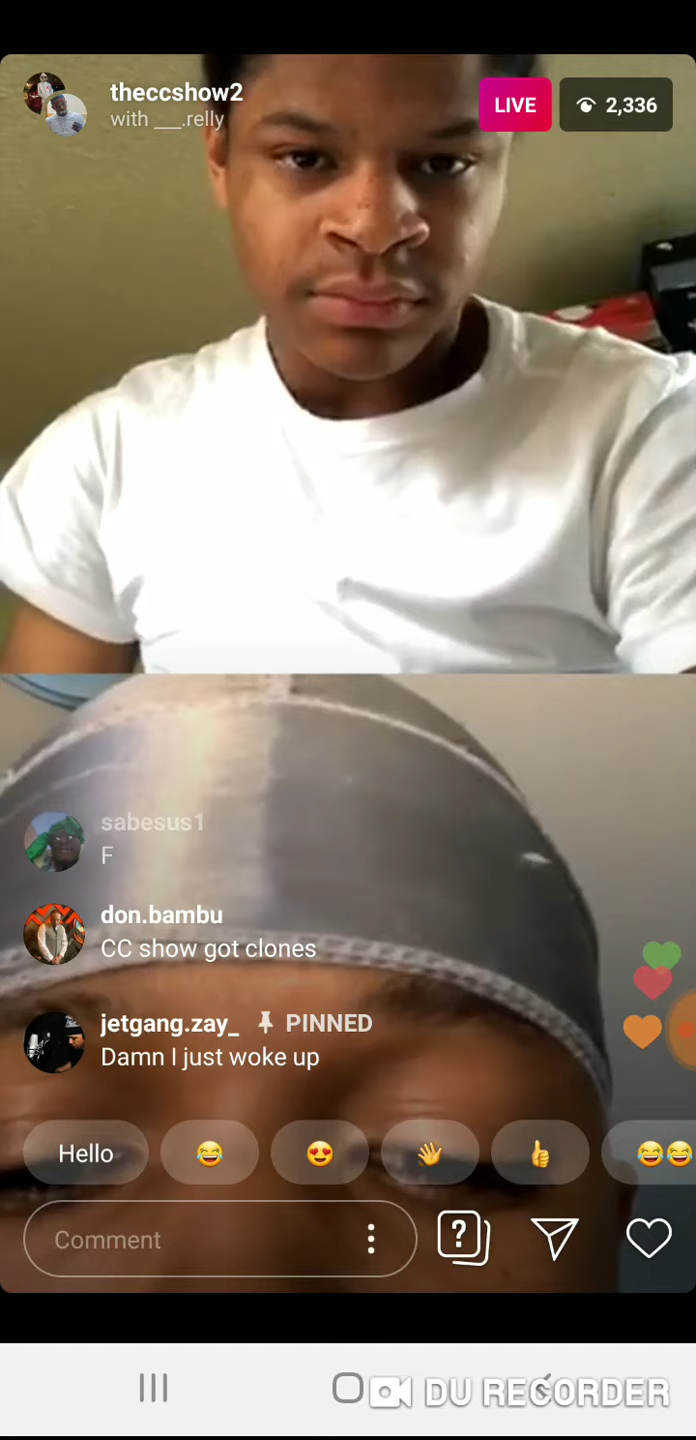 theccshow2
with ___.relly
LIVE
2,336
sabesus1
F
don.bambu
CC show got clones
jetgang.zay_ PINNED
Damn I just woke up
Hello
Comment
?
DU RECORDER